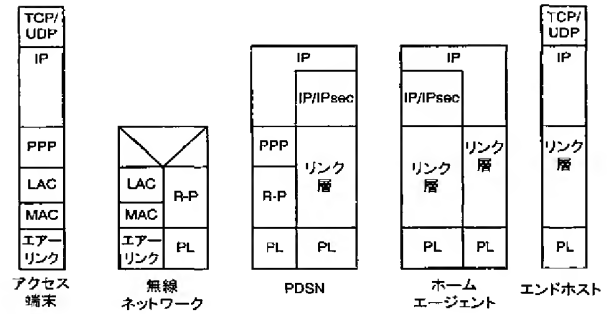 TCP/
UDP
IP
PPP
LAC
MAC
エアー
リンク
アクセス
端末
LAC
MAC
エアー
リンク
R-P
PL
無線
ネットワーク
IP
IP/IPsec
PPP
R-P
リンク
層
PL
PL
PDSN
IP
IP/IPsec
リンク
層
リンク
層
PL
PL
ホーム
エージェント
TCP/
UDP
IP
リンク
層
PL
エンドホスト